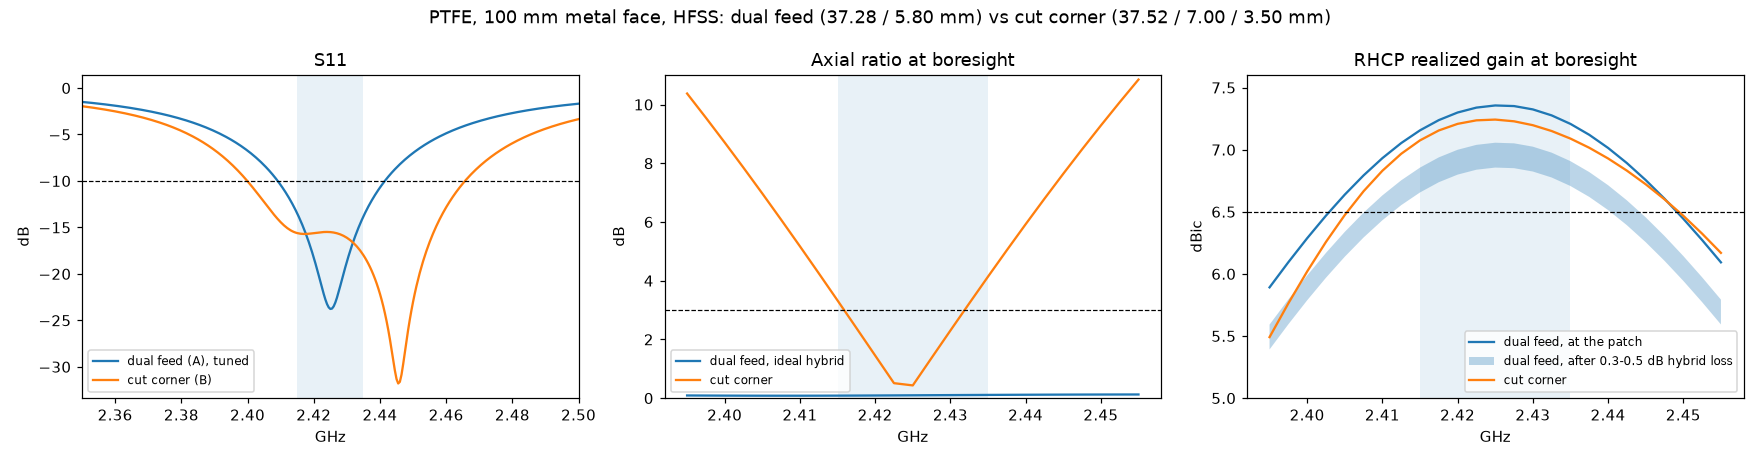 PTFE, 100 mm metal face, HFSS: dual feed (37.28 / 5.80 mm) vs cut corner (37.52 / 7.00 / 3.50 mm)
S11
0
−5
−10
−15
−20
−25
−30
dB
dual feed (A), tuned
cut corner (B)
2.36
2.38
2.40
2.42
2.44
2.46
2.48
2.50
GHz
Axial ratio at boresight
10
8
6
4
2
0
dB
dual feed, ideal hybrid
cut corner
2.40
2.41
2.42
2.43
2.44
2.45
GHz
RHCP realized gain at boresight
7.5
7.0
6.5
6.0
5.5
5.0
dBic
dual feed, at the patch
dual feed, after 0.3-0.5 dB hybrid loss
cut corner
2.40
2.41
2.42
2.43
2.44
2.45
GHz